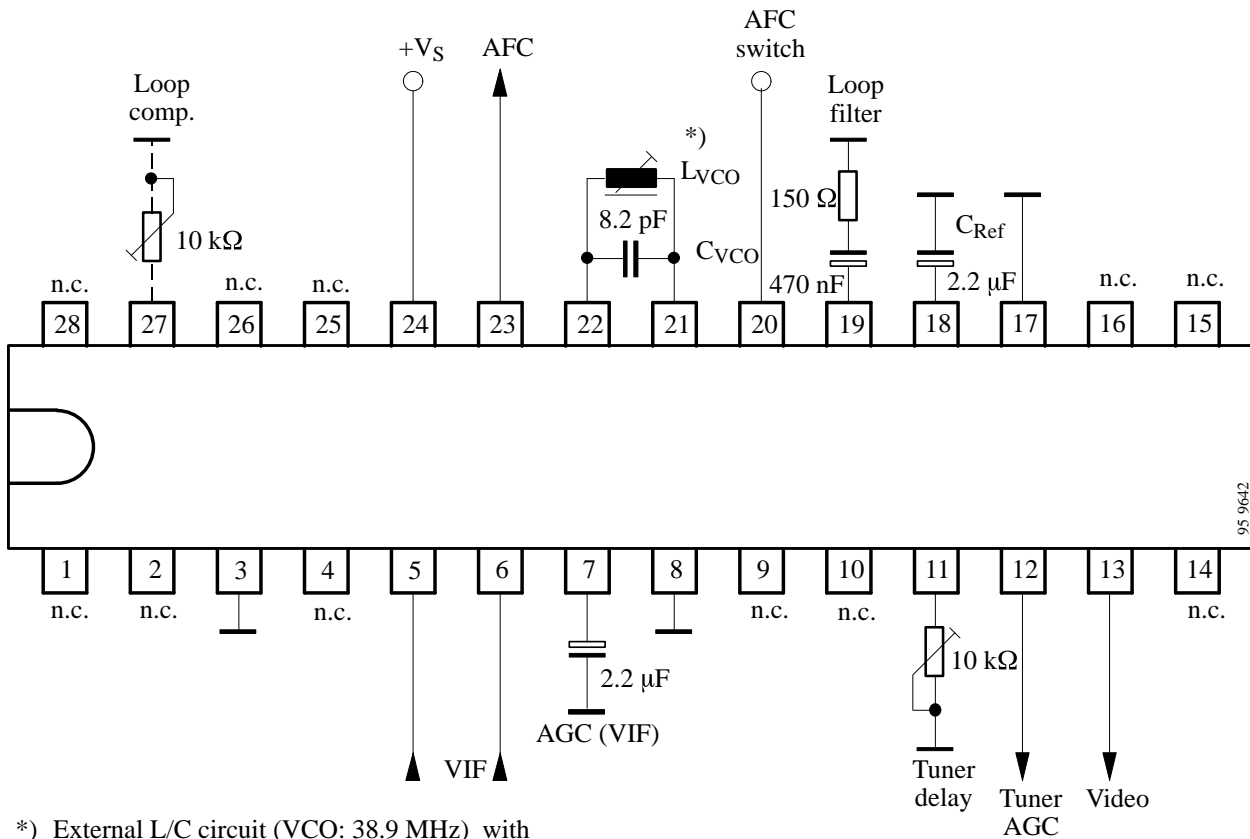 AFC
switch
+VS
AFC
Loop
comp.
Loop
filter
*)
LVCO
150 Ω
8.2 pF
CRef
10 kΩ
CVCO
470 nF
2.2 µF
n.c.
n.c.
n.c.
n.c.
n.c.
28
27
26
25
24
23
22
21
20
19
18
17
16
15
95 9642
1
2
3
4
5
6
7
8
9
10
11
12
13
14
n.c.
n.c.
n.c.
n.c.
n.c.
n.c.
10 kΩ
2.2 µF
AGC (VIF)
VIF
Tuner
delay
Tuner
AGC
Video
*) External L/C circuit (VCO: 38.9 MHz) with